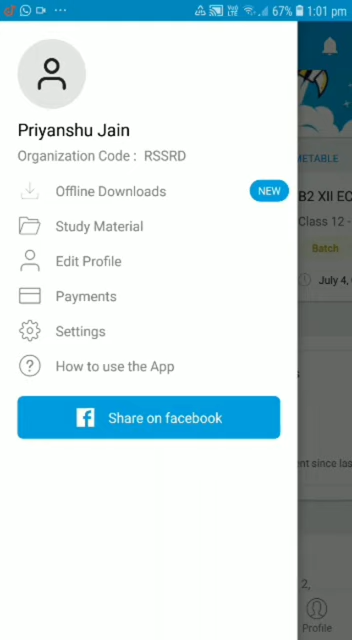 67% 1:01 pm
Priyanshu Jain
Organization Code : RSSRD
Offline Downloads NEW
Study Material
Edit Profile
Payments
Settings
How to use the App
Share on facebook
METABLE
B2 XII EC
Class 12 -
Batch
July 4,
nt since las
2,
Profile